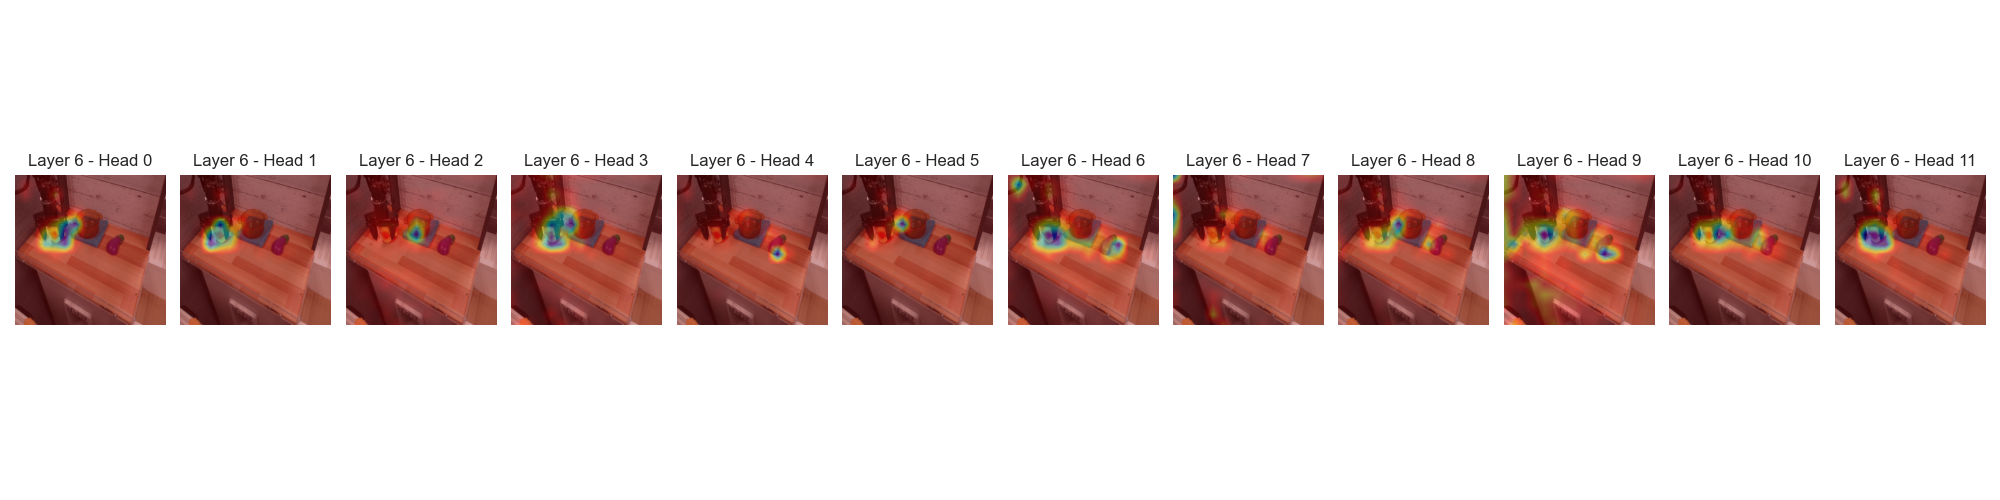 Layer 6 - Head 0
Layer 6 - Head 1
Layer 6 - Head 2
Layer 6 - Head 3
Layer 6 - Head 4
Layer 6 - Head 5
Layer 6 - Head 6
Layer 6 - Head 7
Layer 6 - Head 8
Layer 6 - Head 9
Layer 6 - Head 10
Layer 6 - Head 11